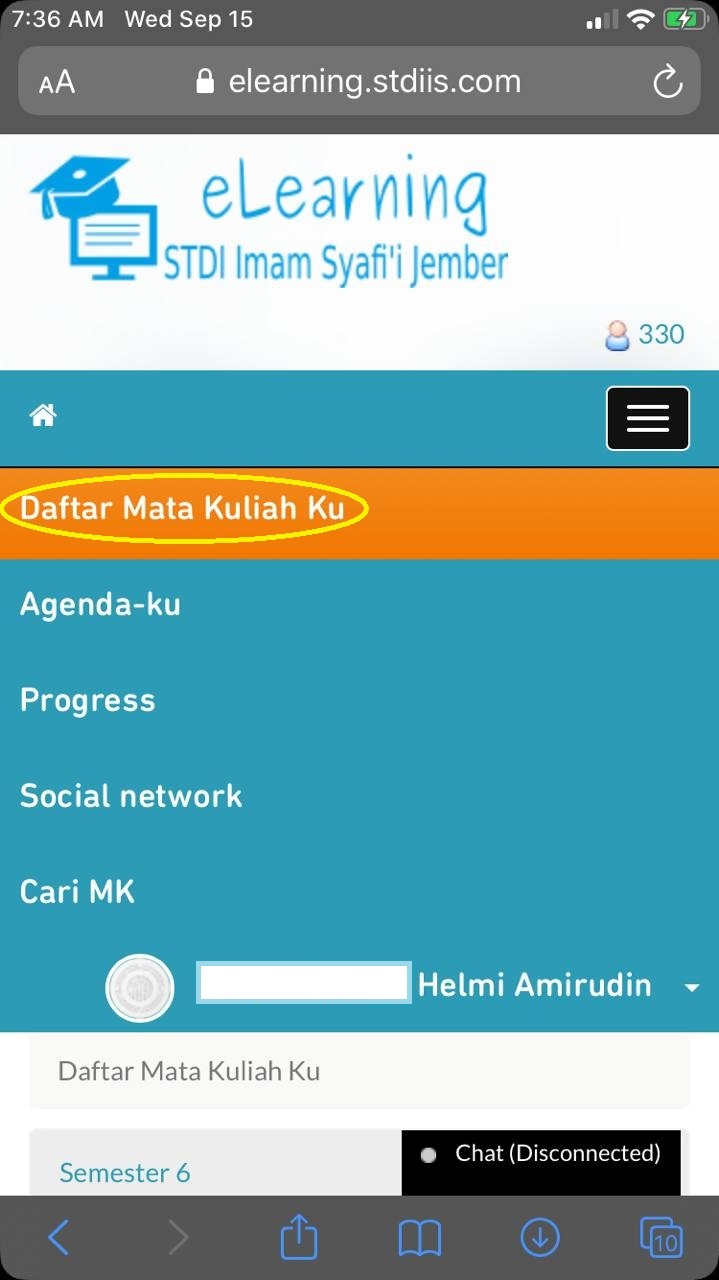 7:36 AM Wed Sep 15
AA elearning.stdiis.com
eLearning
STDI Imam Syafi'i Jember
330
Daftar Mata Kuliah Ku
Agenda-ku
Progress
Social network
Cari MK
Helmi Amirudin
Daftar Mata Kuliah Ku
Semester 6
Chat (Disconnected)
10